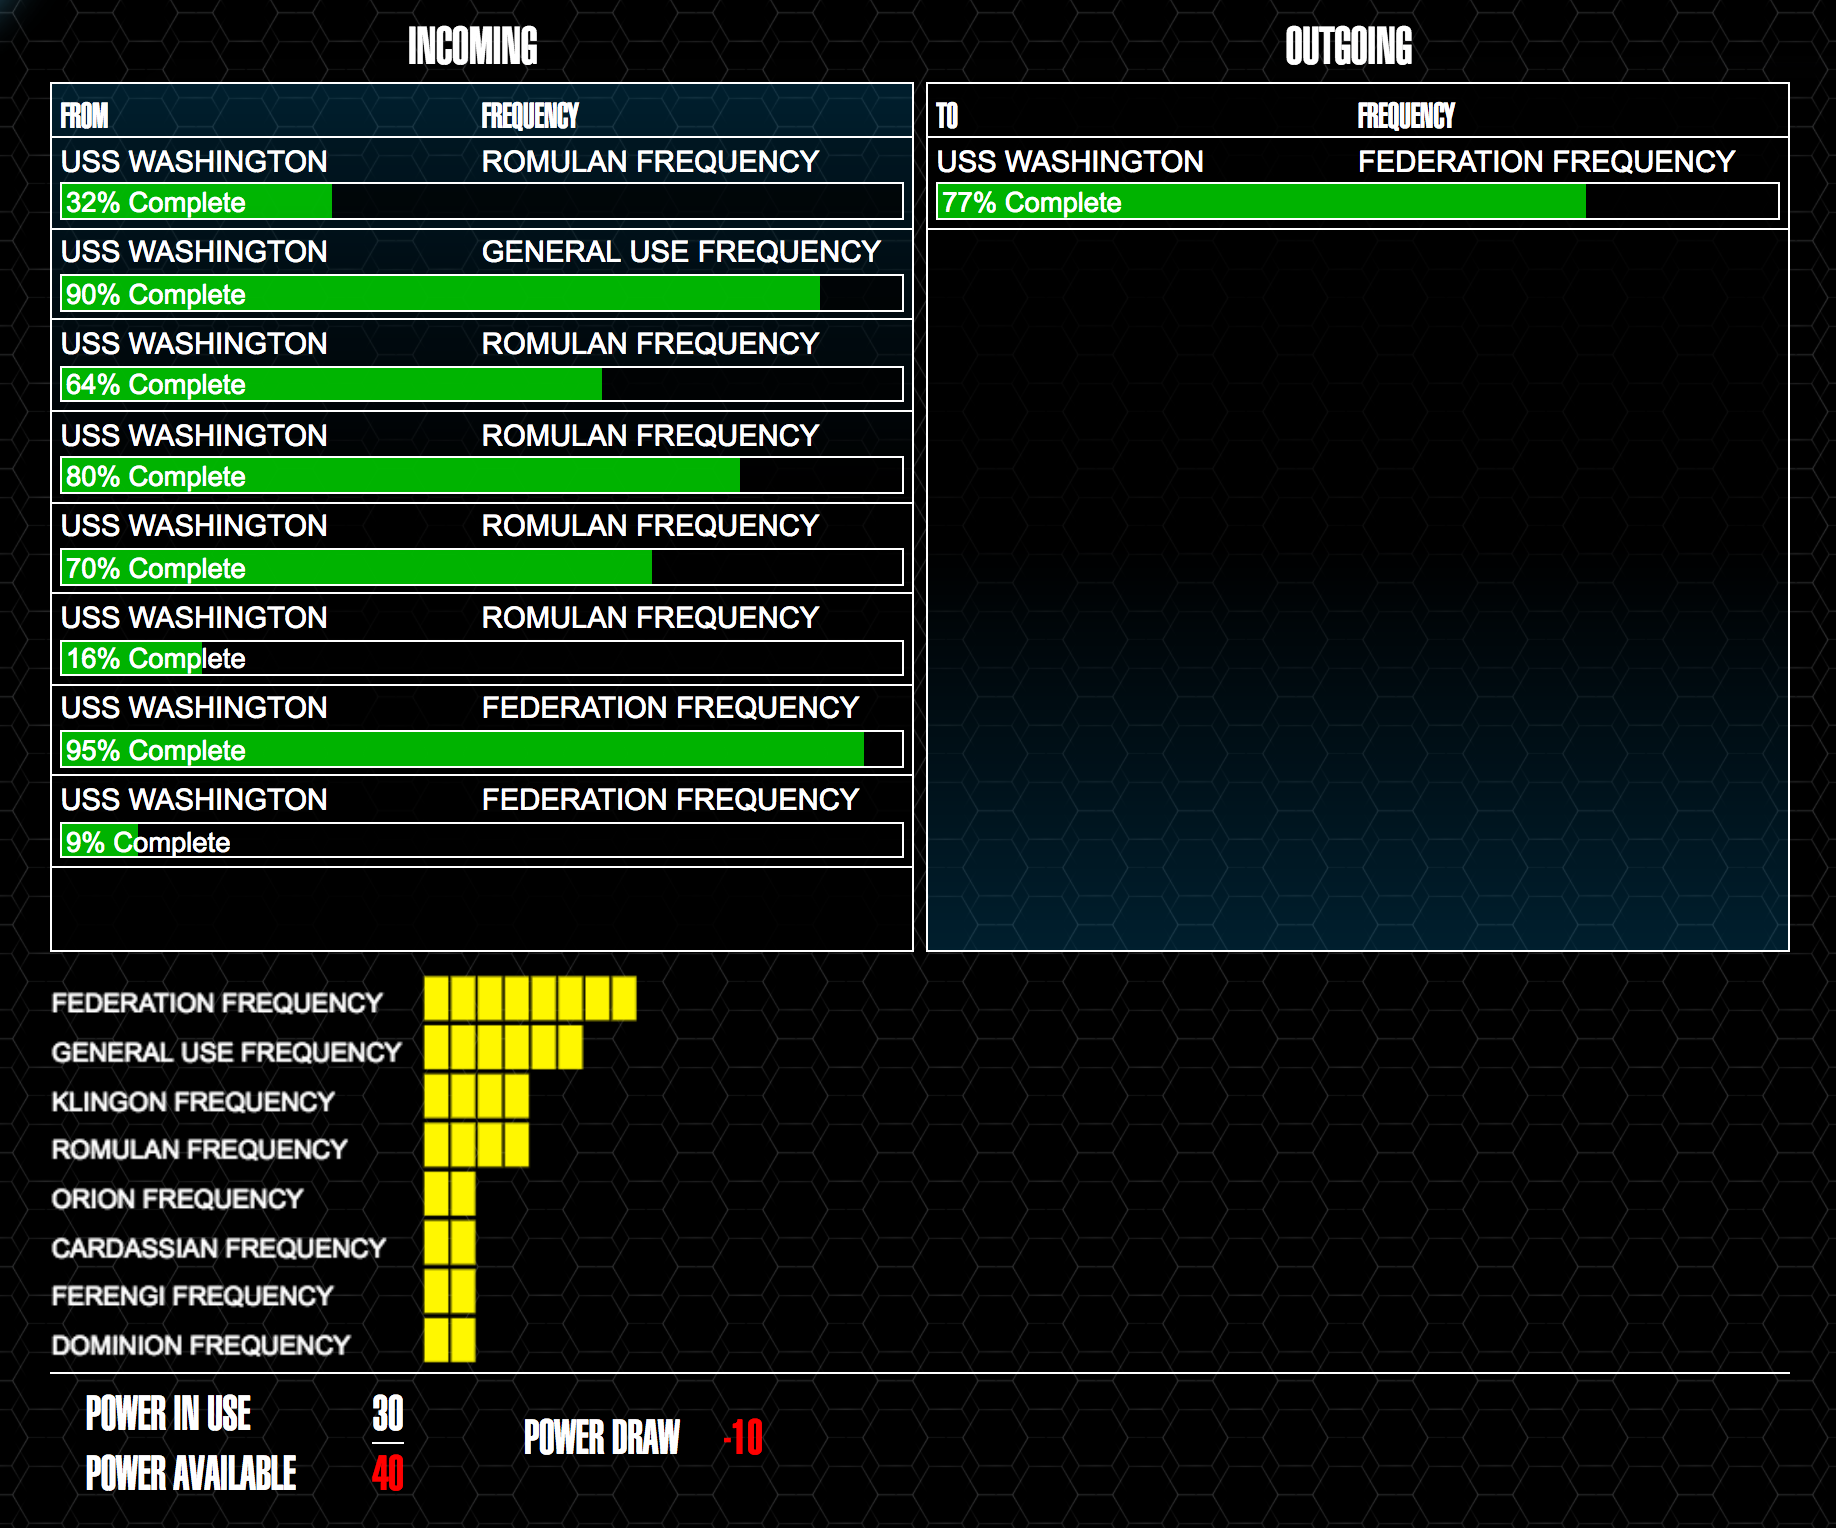 INCOMING
FROM FREQUENCY
USS WASHINGTON ROMULAN FREQUENCY
32% Complete
USS WASHINGTON GENERAL USE FREQUENCY
90% Complete
USS WASHINGTON ROMULAN FREQUENCY
64% Complete
USS WASHINGTON ROMULAN FREQUENCY
80% Complete
USS WASHINGTON ROMULAN FREQUENCY
70% Complete
USS WASHINGTON ROMULAN FREQUENCY
16% Complete
USS WASHINGTON FEDERATION FREQUENCY
95% Complete
USS WASHINGTON FEDERATION FREQUENCY
9% Complete
OUTGOING
TO FREQUENCY
USS WASHINGTON FEDERATION FREQUENCY
77% Complete
FEDERATION FREQUENCY
GENERAL USE FREQUENCY
KLINGON FREQUENCY
ROMULAN FREQUENCY
ORION FREQUENCY
CARDASSIAN FREQUENCY
FERENGI FREQUENCY
DOMINION FREQUENCY
POWER IN USE 30
POWER AVAILABLE 40
POWER DRAW -10